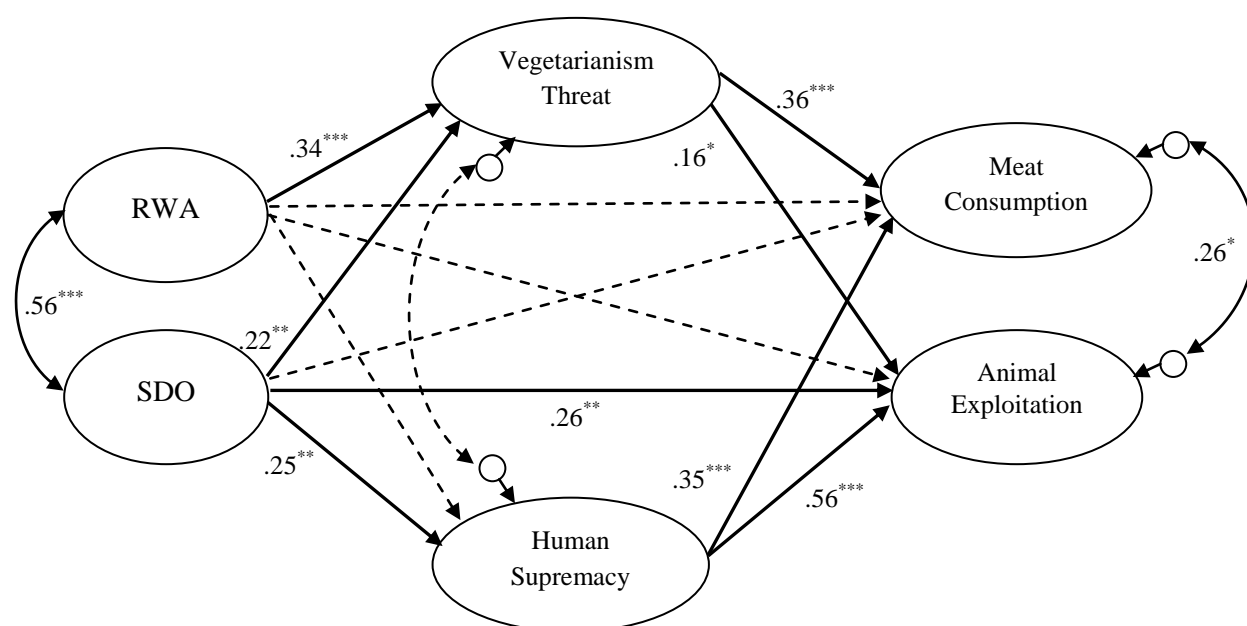 Vegetarianism
Threat
.36***
.34***
.16*
Meat
Consumption
RWA
.26*
.56***
.22**
SDO
Animal
Exploitation
.26**
.25**
.35***
.56***
Human
Supremacy